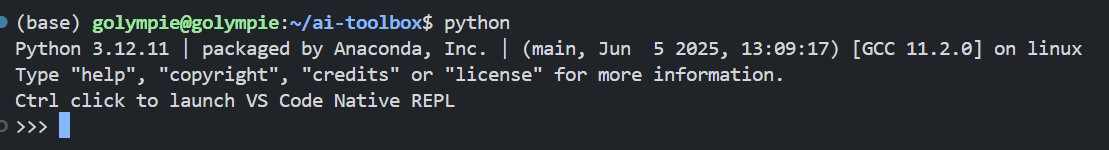 (base) golympie@golympie:~/ai-toolbox$ python
Python 3.12.11 | packaged by Anaconda, Inc. | (main, Jun  5 2025, 13:09:17) [GCC 11.2.0] on linux
Type "help", "copyright", "credits" or "license" for more information.
Ctrl click to launch VS Code Native REPL
>>>